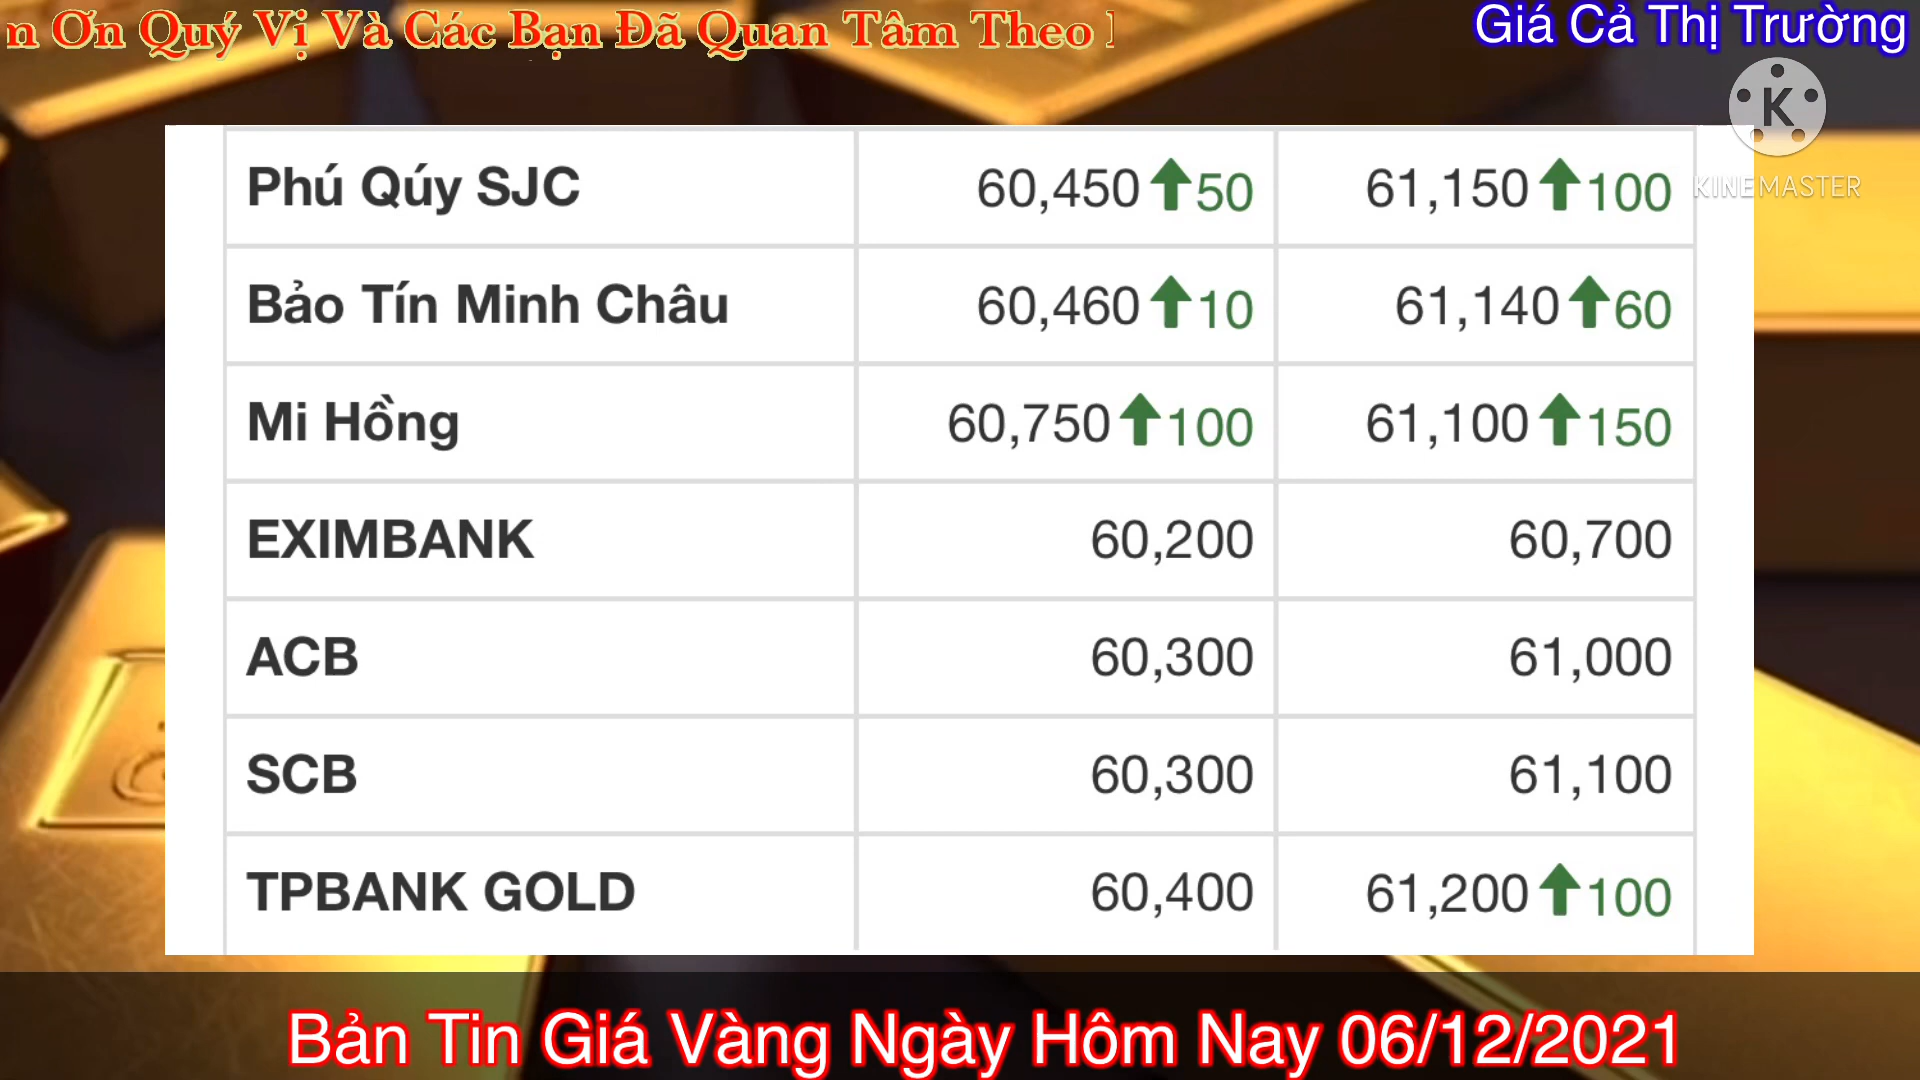 n Ơn Quý Vị Và Các Bạn Đã Quan Tâm Theo
Giá Cả Thị Trường
K
KINEMASTER
Phú Qúy SJC 60,450 50 61,150 100
Bảo Tín Minh Châu 60,460 10 61,140 60
Mi Hồng 60,750 100 61,100 150
EXIMBANK 60,200 60,700
ACB 60,300 61,000
SCB 60,300 61,100
TPBANK GOLD 60,400 61,200 100
Bản Tin Giá Vàng Ngày Hôm Nay 06/12/2021